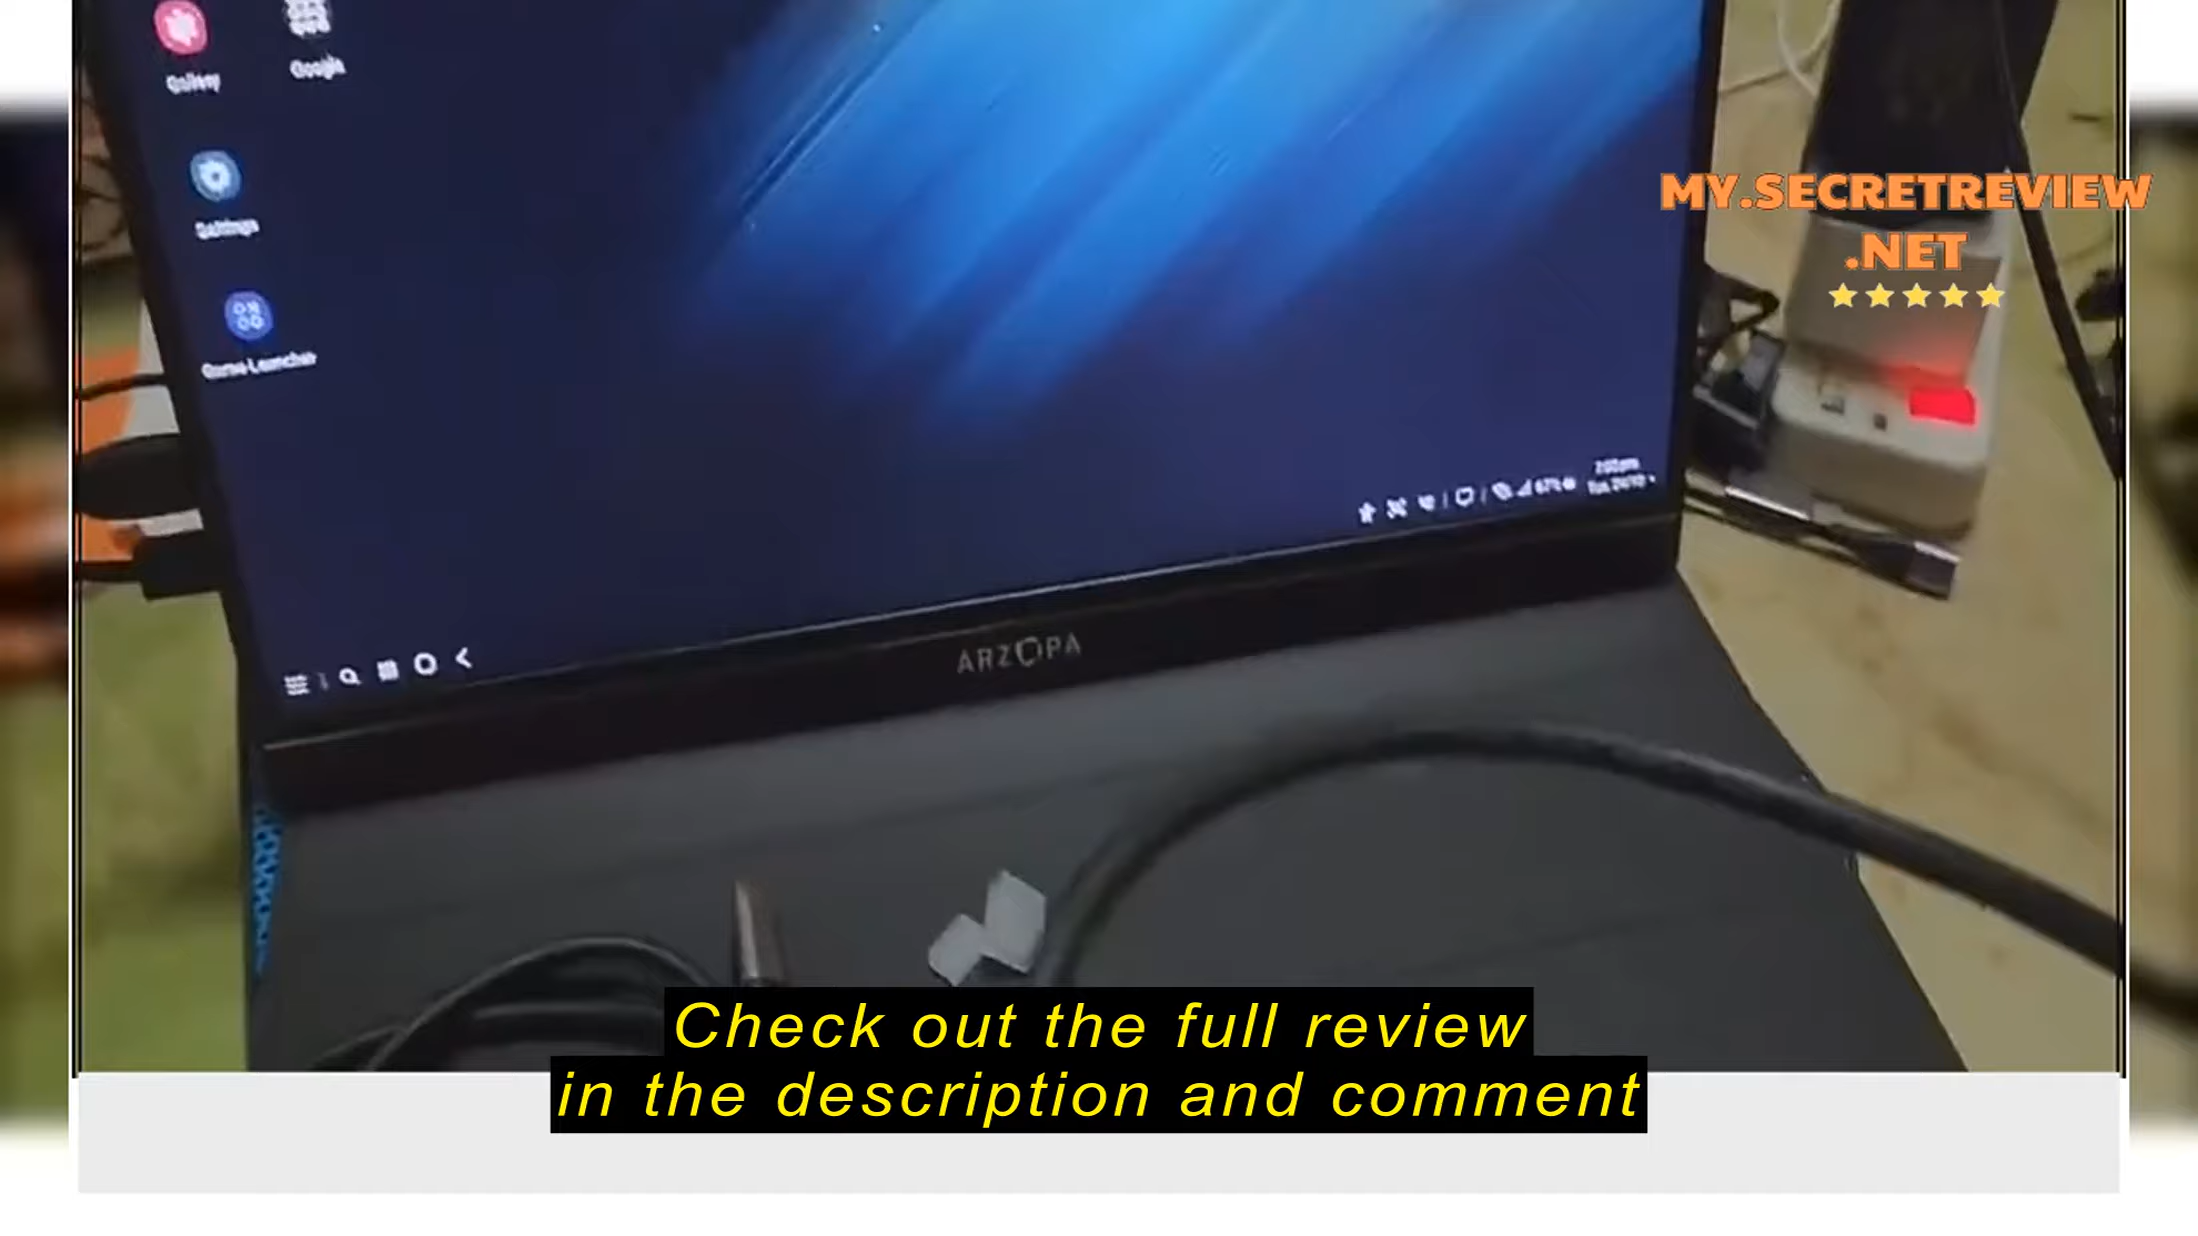 Gallery
Google
MY.SECRETREVIEW
.NET
Settings
Game Launcher
67%
ARZOPA
Check out the full review
in the description and comment